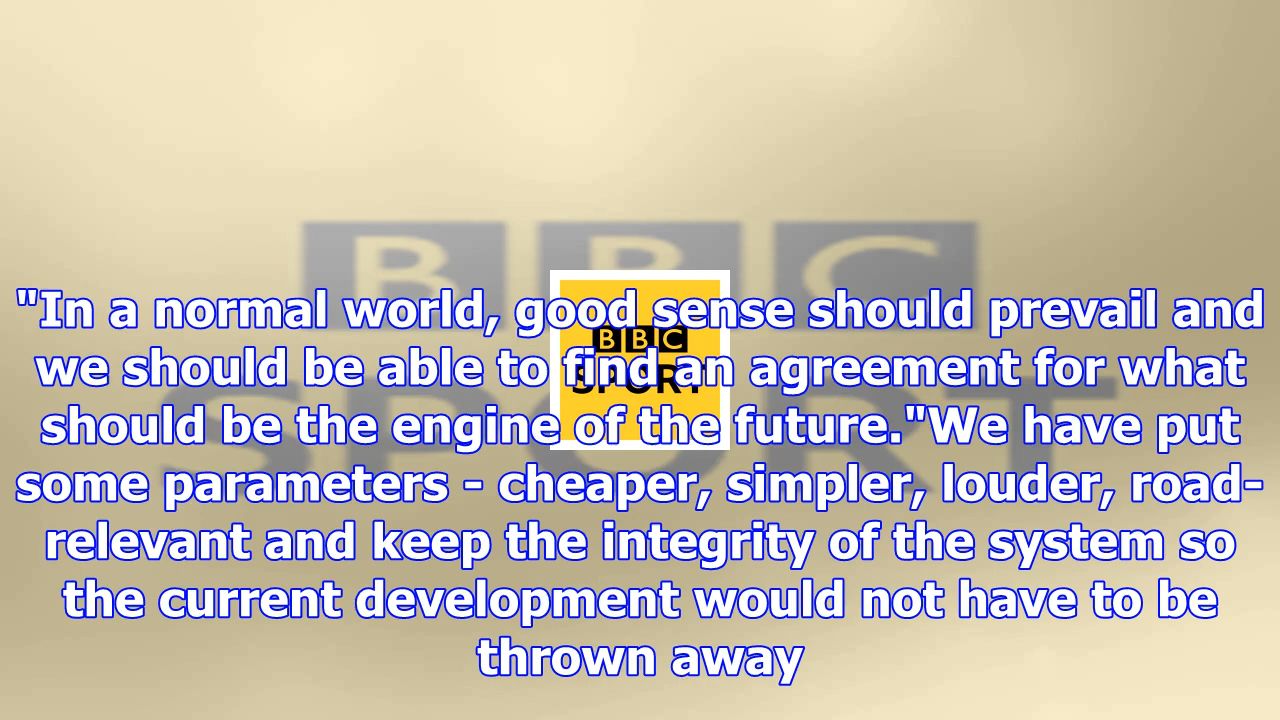 BBC
SPORT
BBC
SPORT
"In a normal world, good sense should prevail and
we should be able to find an agreement for what
should be the engine of the future."We have put
some parameters - cheaper, simpler, louder, road-
relevant and keep the integrity of the system so
the current development would not have to be
thrown away